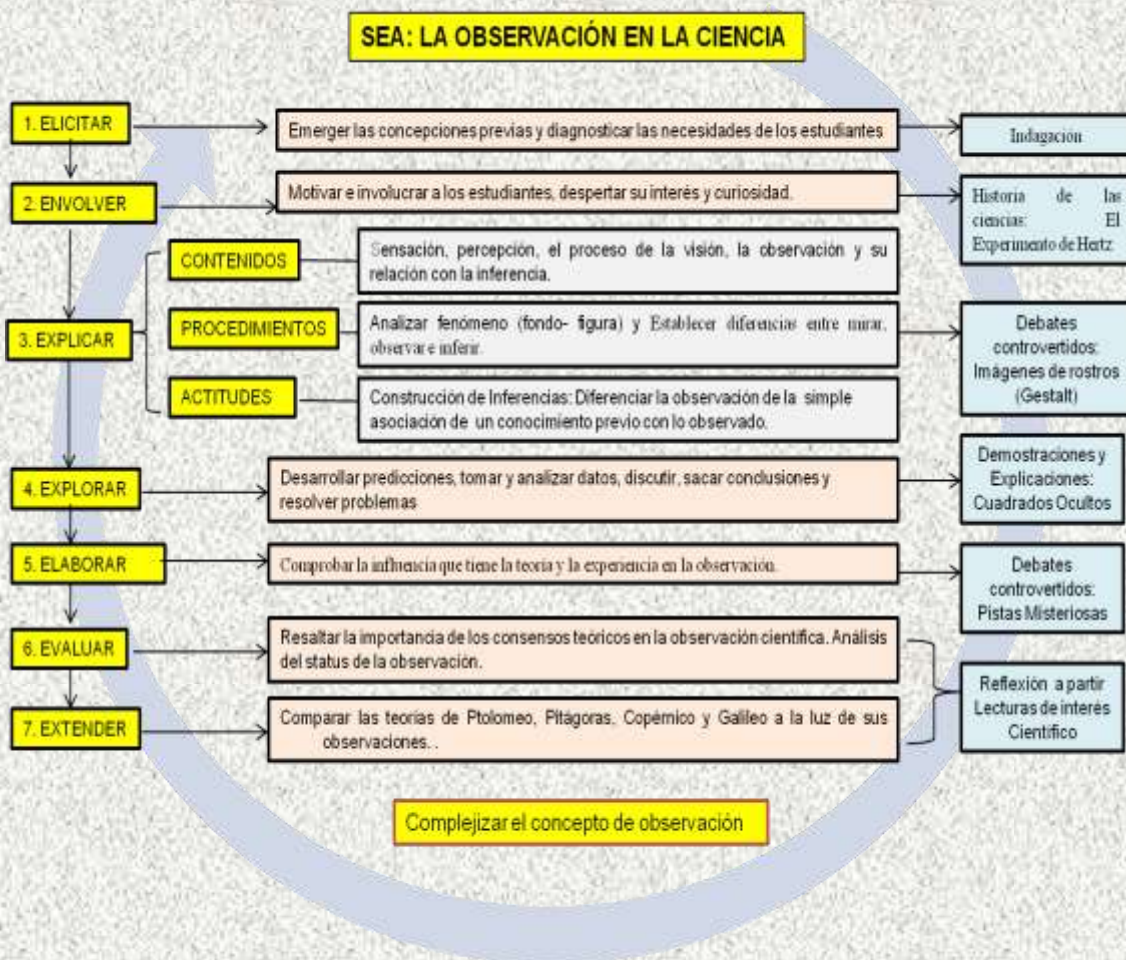 SEA: LA OBSERVACIÓN EN LA CIENCIA
1. ELICITAR
Emerger las concepciones previas y diagnosticar las necesidades de los estudiantes
Indagación
2. ENVOLVER
Motivar e involucrar a los estudiantes, despertar su interés y curiosidad.
Historia de las
ciencias: El
Experimento de Hertz
3. EXPLICAR
CONTENIDOS
Sensación, percepción, el proceso de la visión, la observación y su
relación con la inferencia.
PROCEDIMIENTOS
Analizar fenómeno (fondo- figura) y Establecer diferencias entre mirar,
observar e inferir.
ACTITUDES
Construcción de Inferencias: Diferenciar la observación de la simple
asociación de un conocimiento previo con lo observado.
Debates
controvertidos:
Imágenes de rostros
(Gestalt)
4. EXPLORAR
Desarrollar predicciones, tomar y analizar datos, discutir, sacar conclusiones y
resolver problemas
Demostraciones y
Explicaciones:
Cuadrados Ocultos
5. ELABORAR
Comprobar la influencia que tiene la teoría y la experiencia en la observación.
Debates
controvertidos:
Pistas Misteriosas
6. EVALUAR
Resaltar la importancia de los consensos teóricos en la observación científica. Análisis
del status de la observación.
7. EXTENDER
Comparar las teorías de Ptolomeo, Pitágoras, Copérnico y Galileo a la luz de sus
observaciones. .
Reflexión a partir
Lecturas de interés
Científico
Complejizar el concepto de observación